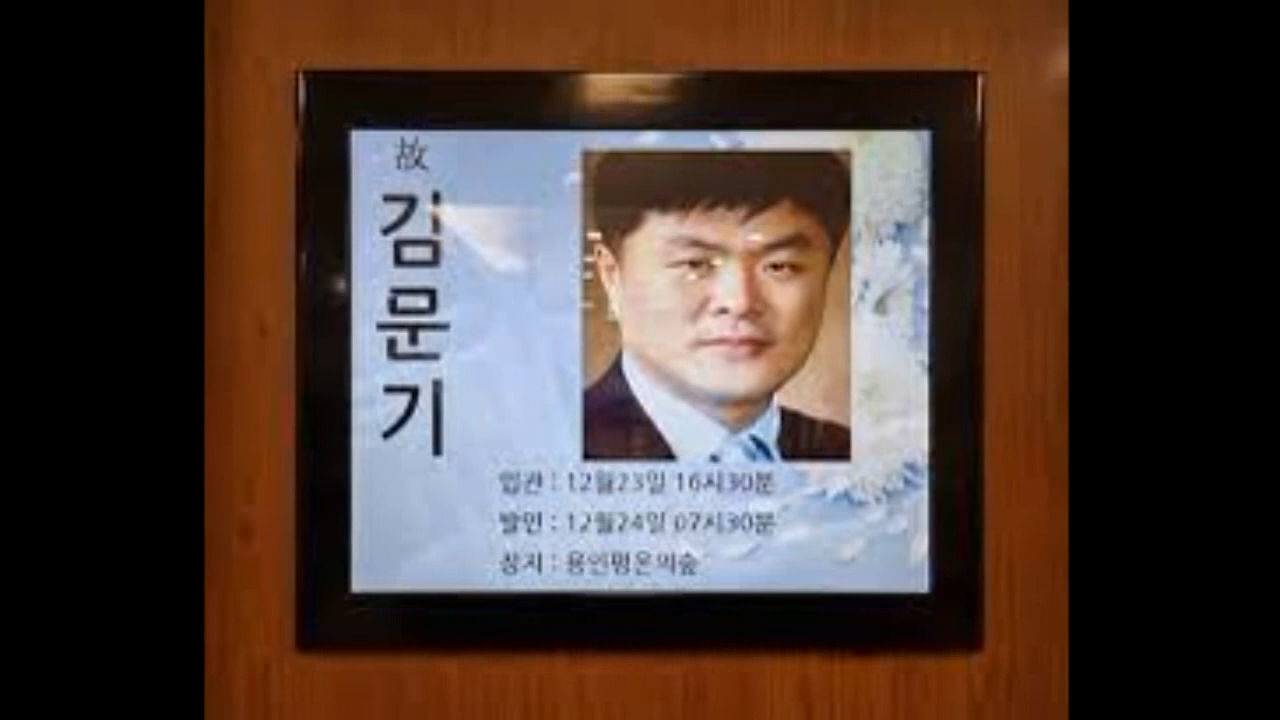 故
김문기
입관 : 12월23일 16시30분
발인 : 12월24일 07시30분
장지 : 용인평온의숲